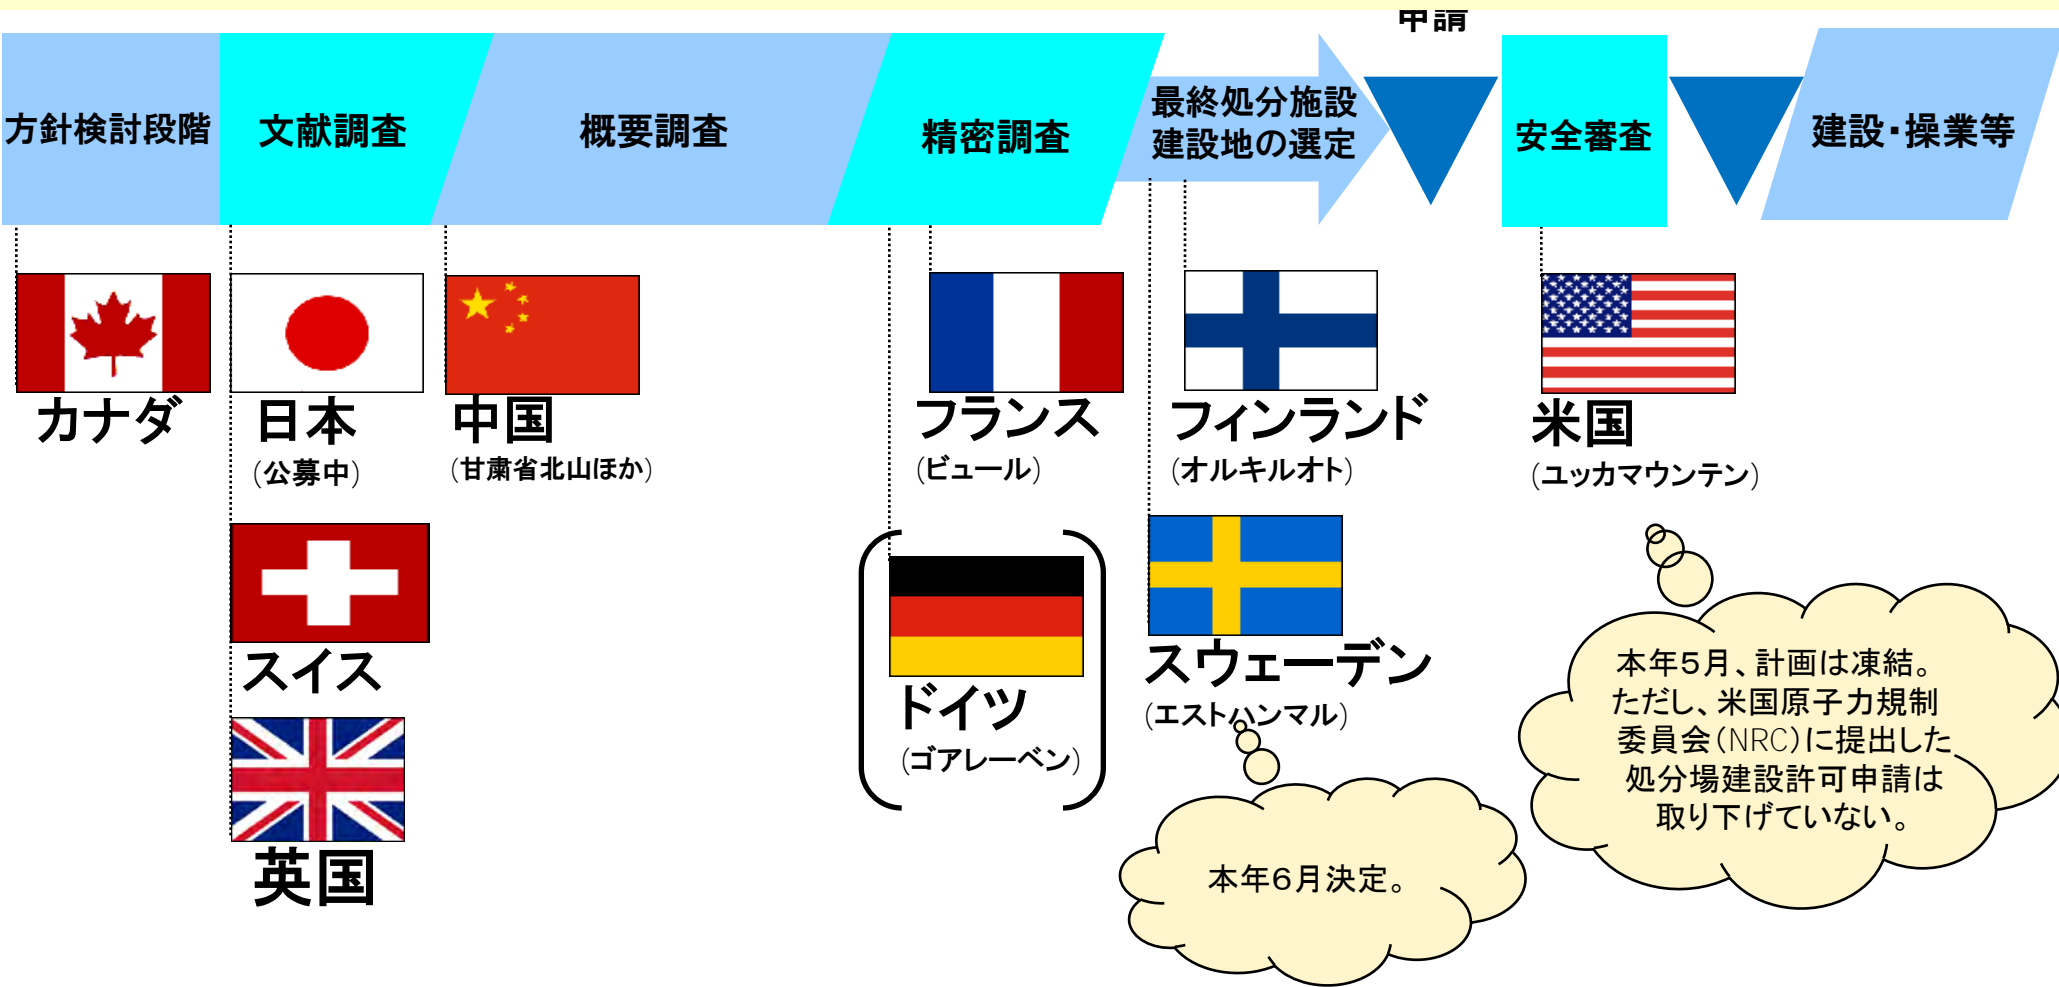 申請
方針検討段階
文献調査
概要調査
精密調査
最終処分施設
建設地の選定
安全審査
建設・操業等
カナダ
日本
(公募中)
中国
(甘粛省北山ほか)
フランス
(ビュール)
フィンランド
(オルキルオト)
米国
(ユッカマウンテン)
スイス
ドイツ
(ゴアレーベン)
スウェーデン
(エストハンマル)
英国
本年6月決定。
本年5月、計画は凍結。
ただし、米国原子力規制
委員会(NRC)に提出した
処分場建設許可申請は
取り下げていない。